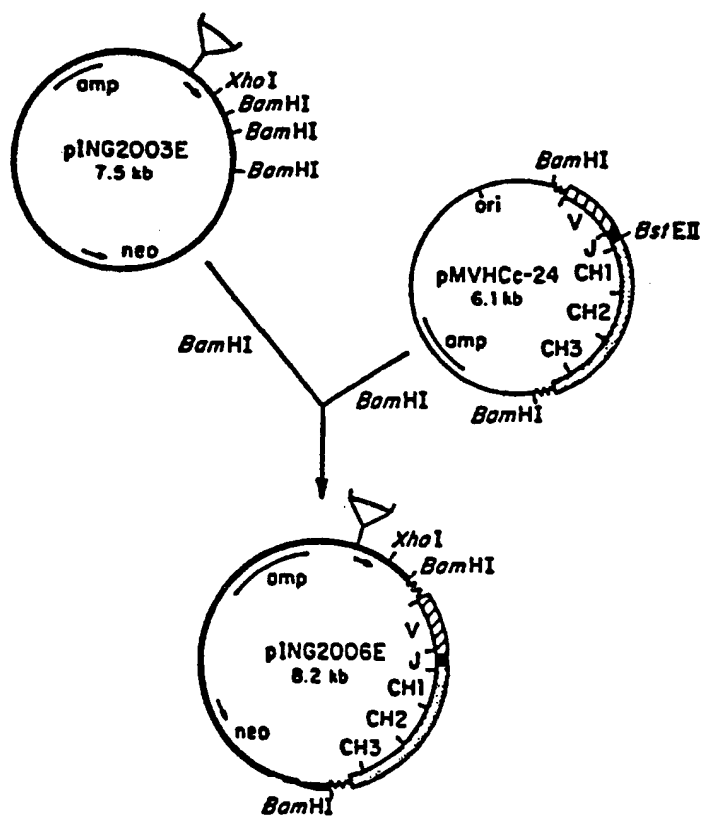 amp
XhoI
BamHI
BamHI
BamHI
pING2003E
7.5 kb
neo
BamHI
ori
V
BstEII
J
pMVHCc-24
6.1 kb
CH1
CH2
amp
CH3
BamHI
BamHI
BamHI
XhoI
amp
BamHI
V
pING2006E
8.2 kb
J
CH1
CH2
neo
CH3
BamHI